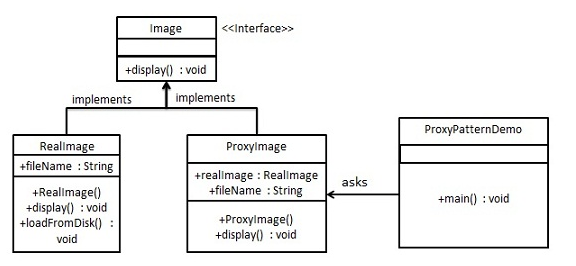 Image
<<Interface>>
+display() : void
implements
implements
RealImage
+fileName : String
+RealImage()
+display() : void
+loadFromDisk() :
void
ProxyImage
+realImage : RealImage
+fileName : String
+ProxyImage()
+display() : void
asks
ProxyPatternDemo
+main() : void